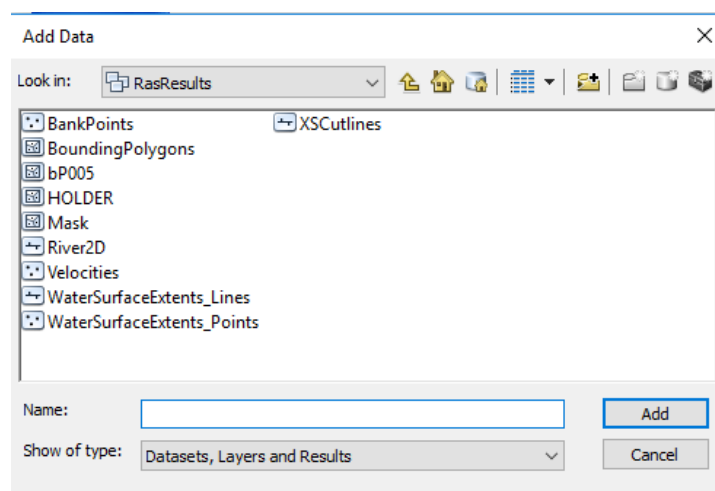 Add Data
Look in: RasResults
BankPoints
BoundingPolygons
bP005
HOLDER
Mask
River2D
Velocities
WaterSurfaceExtents_Lines
WaterSurfaceExtents_Points
XSCutlines
Name: Add
Show of type: Datasets, Layers and Results Cancel